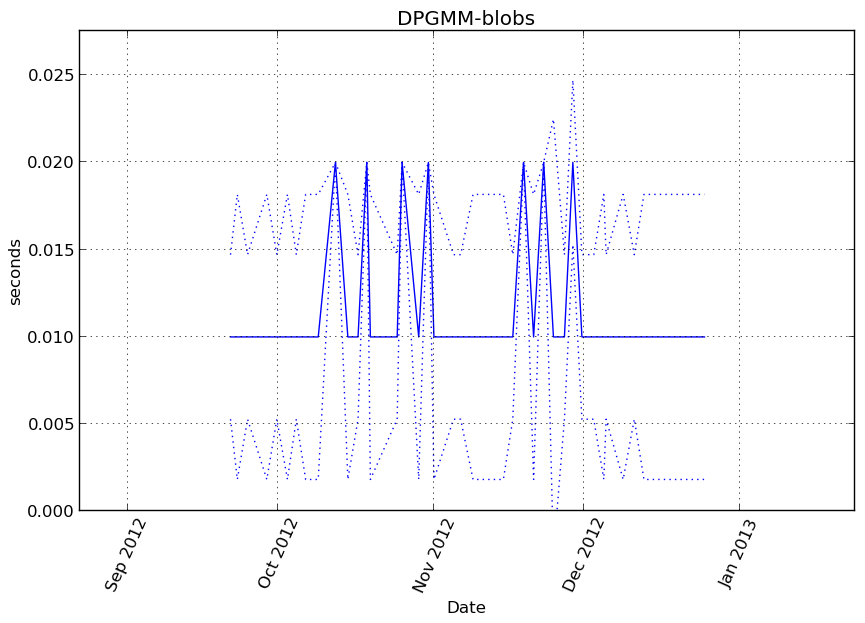 DPGMM-blobs
seconds
0.025
0.020
0.015
0.010
0.005
0.000
Sep 2012
Oct 2012
Nov 2012
Dec 2012
Jan 2013
Date